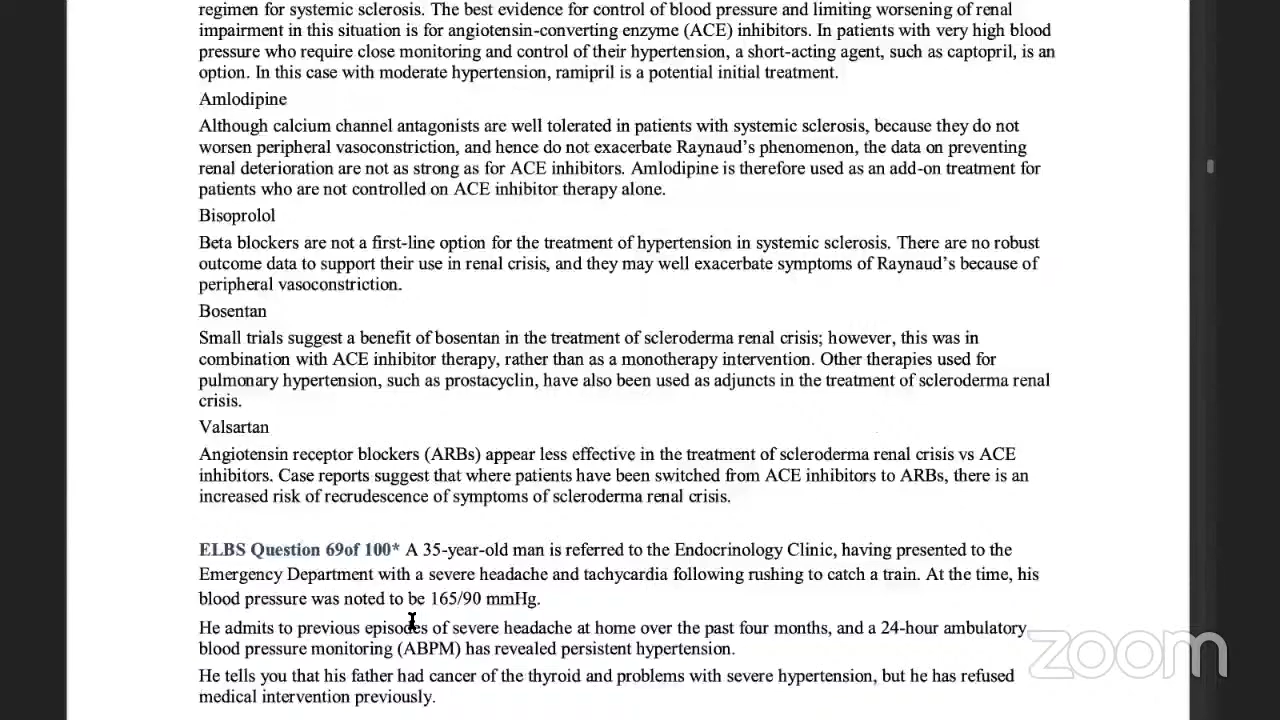 regimen for systemic sclerosis. The best evidence for control of blood pressure and limiting worsening of renal
impairment in this situation is for angiotensin-converting enzyme (ACE) inhibitors. In patients with very high blood
pressure who require close monitoring and control of their hypertension, a short-acting agent, such as captopril, is an
option. In this case with moderate hypertension, ramipril is a potential initial treatment.
Amlodipine
Although calcium channel antagonists are well tolerated in patients with systemic sclerosis, because they do not
worsen peripheral vasoconstriction, and hence do not exacerbate Raynaud’s phenomenon, the data on preventing
renal deterioration are not as strong as for ACE inhibitors. Amlodipine is therefore used as an add-on treatment for
patients who are not controlled on ACE inhibitor therapy alone.
Bisoprolol
Beta blockers are not a first-line option for the treatment of hypertension in systemic sclerosis. There are no robust
outcome data to support their use in renal crisis, and they may well exacerbate symptoms of Raynaud’s because of
peripheral vasoconstriction.
Bosentan
Small trials suggest a benefit of bosentan in the treatment of scleroderma renal crisis; however, this was in
combination with ACE inhibitor therapy, rather than as a monotherapy intervention. Other therapies used for
pulmonary hypertension, such as prostacyclin, have also been used as adjuncts in the treatment of scleroderma renal
crisis.
Valsartan
Angiotensin receptor blockers (ARBs) appear less effective in the treatment of scleroderma renal crisis vs ACE
inhibitors. Case reports suggest that where patients have been switched from ACE inhibitors to ARBs, there is an
increased risk of recrudescence of symptoms of scleroderma renal crisis.
ELBS Question 69of 100* A 35-year-old man is referred to the Endocrinology Clinic, having presented to the
Emergency Department with a severe headache and tachycardia following rushing to catch a train. At the time, his
blood pressure was noted to be 165/90 mmHg.
He admits to previous episodes of severe headache at home over the past four months, and a 24-hour ambulatory
blood pressure monitoring (ABPM) has revealed persistent hypertension.
He tells you that his father had cancer of the thyroid and problems with severe hypertension, but he has refused
medical intervention previously.
zoom